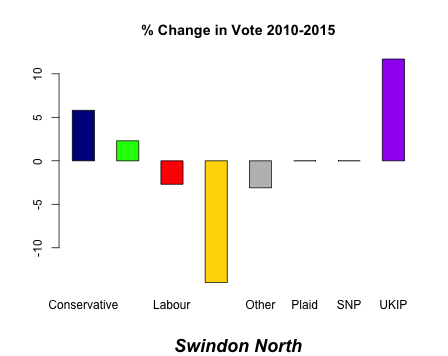 % Change in Vote 2010-2015
10
5
0
-5
-10
Conservative Labour Other Plaid SNP UKIP
Swindon North